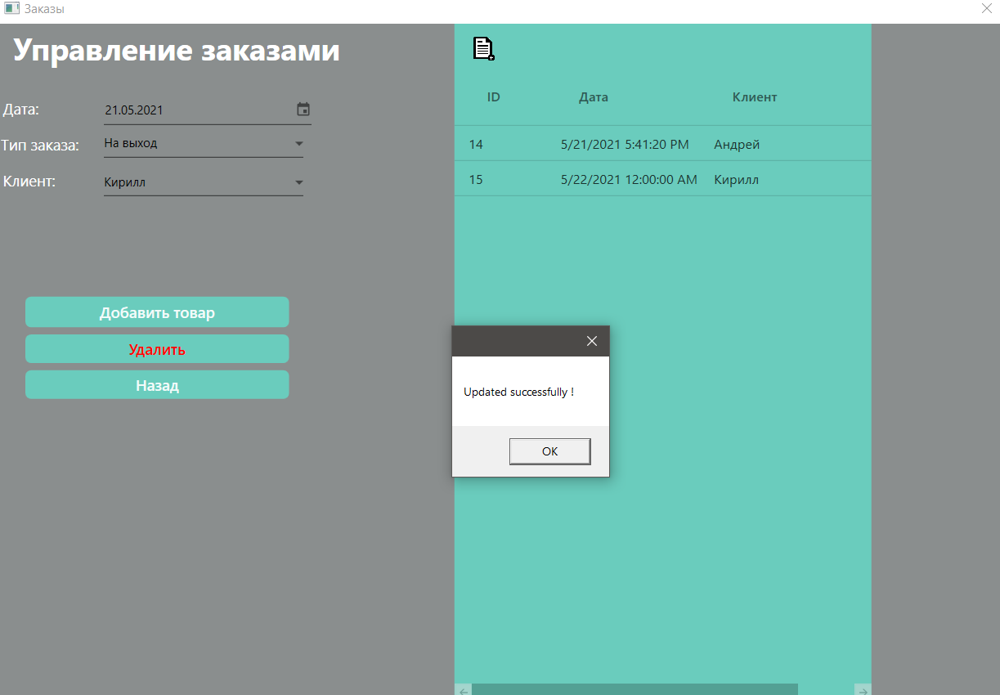 Заказы
Управление заказами
Дата:
21.05.2021
Тип заказа:
На выход
Клиент:
Кирилл
Добавить товар
Удалить
Назад
ID Дата Клиент
14 5/21/2021 5:41:20 PM Андрей
15 5/22/2021 12:00:00 AM Кирилл
Updated successfully !
OK